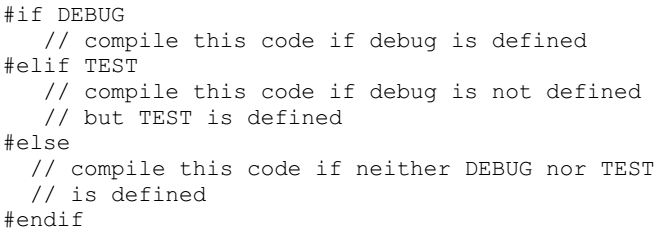 #if DEBUG
   // compile this code if debug is defined
#elif TEST
   // compile this code if debug is not defined
   // but TEST is defined
#else
  // compile this code if neither DEBUG nor TEST
  // is defined
#endif